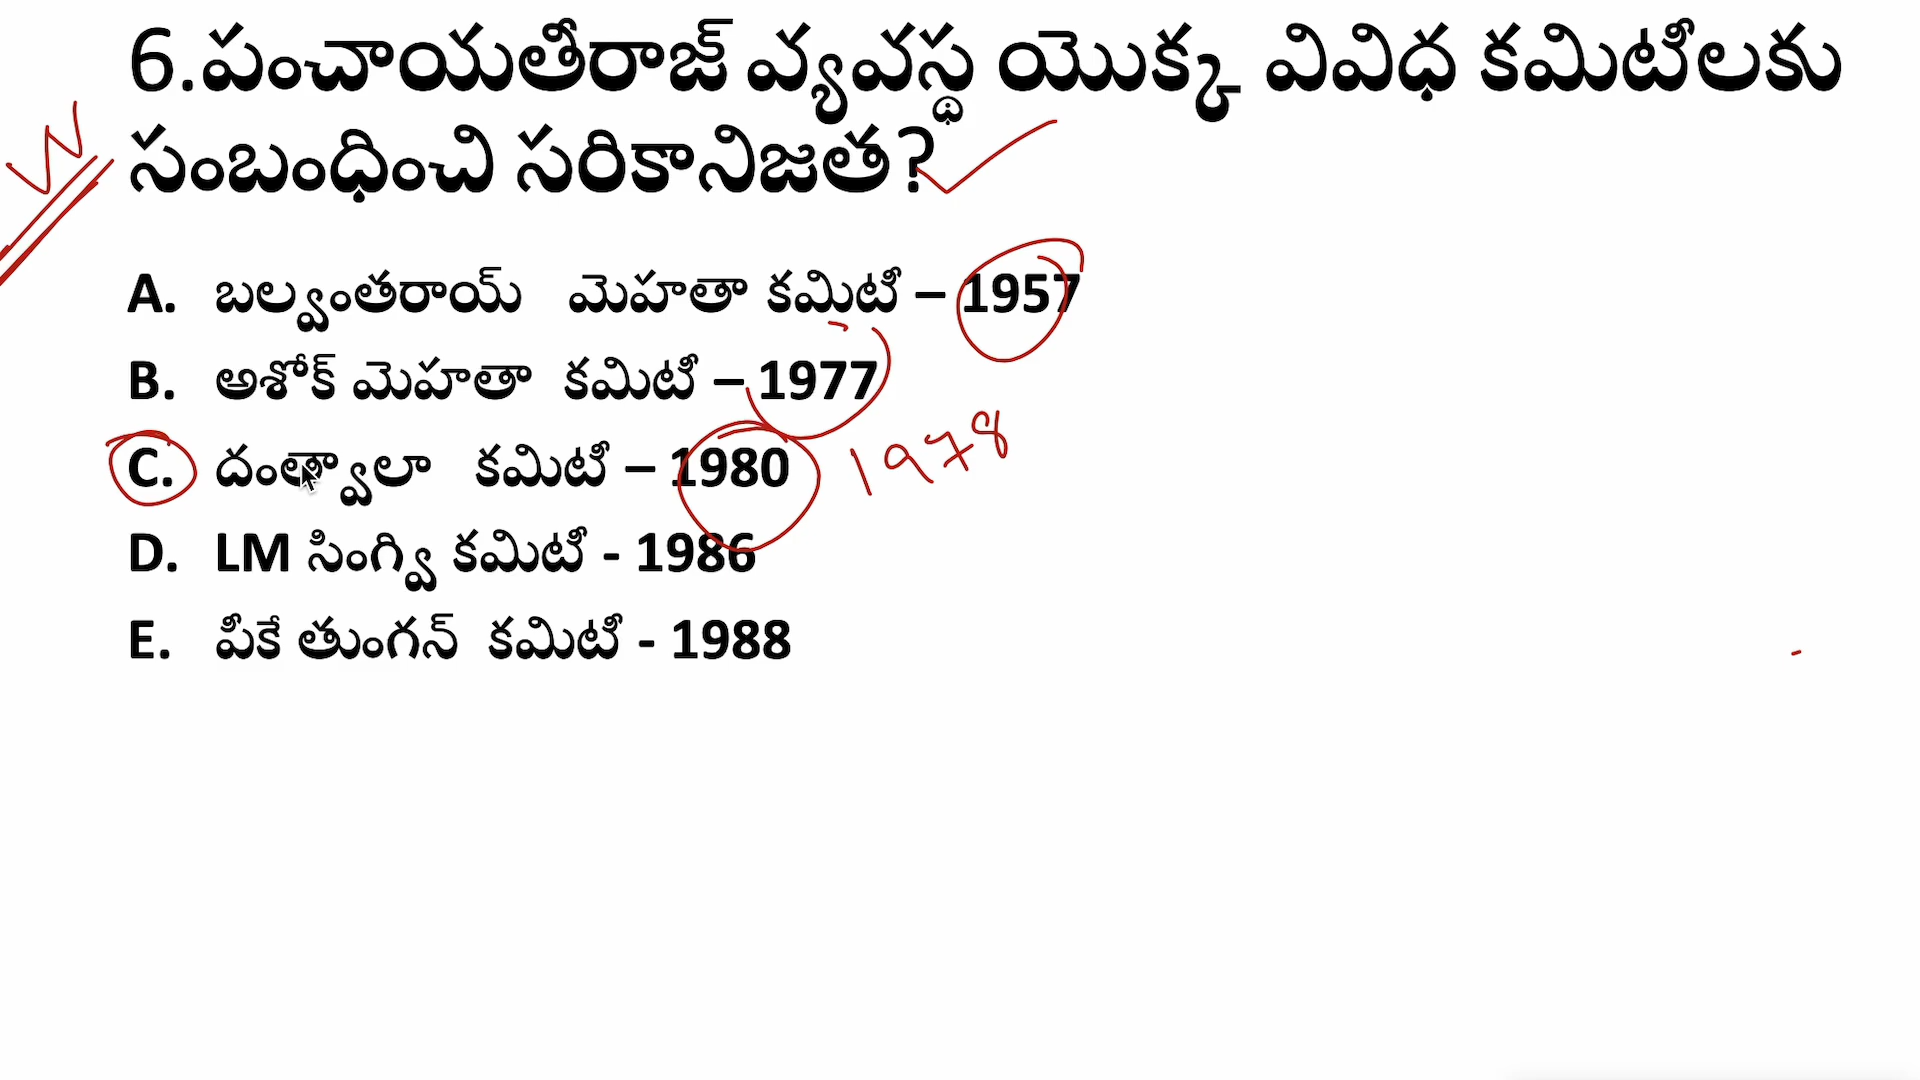 6.పంచాయతీరాజ్ వ్యవస్థ యొక్క వివిధ కమిటీలకు
సంబంధించి సరికానిజత?
A. బల్వంతరాయ్ మెహతా కమిటీ – 1957
B. అశోక్ మెహతా కమిటీ – 1977
C. దంత్వాలా కమిటీ – 1980 1978
D. LM సింగ్వి కమిటీ - 1986
E. పీకే తుంగన్ కమిటీ - 1988